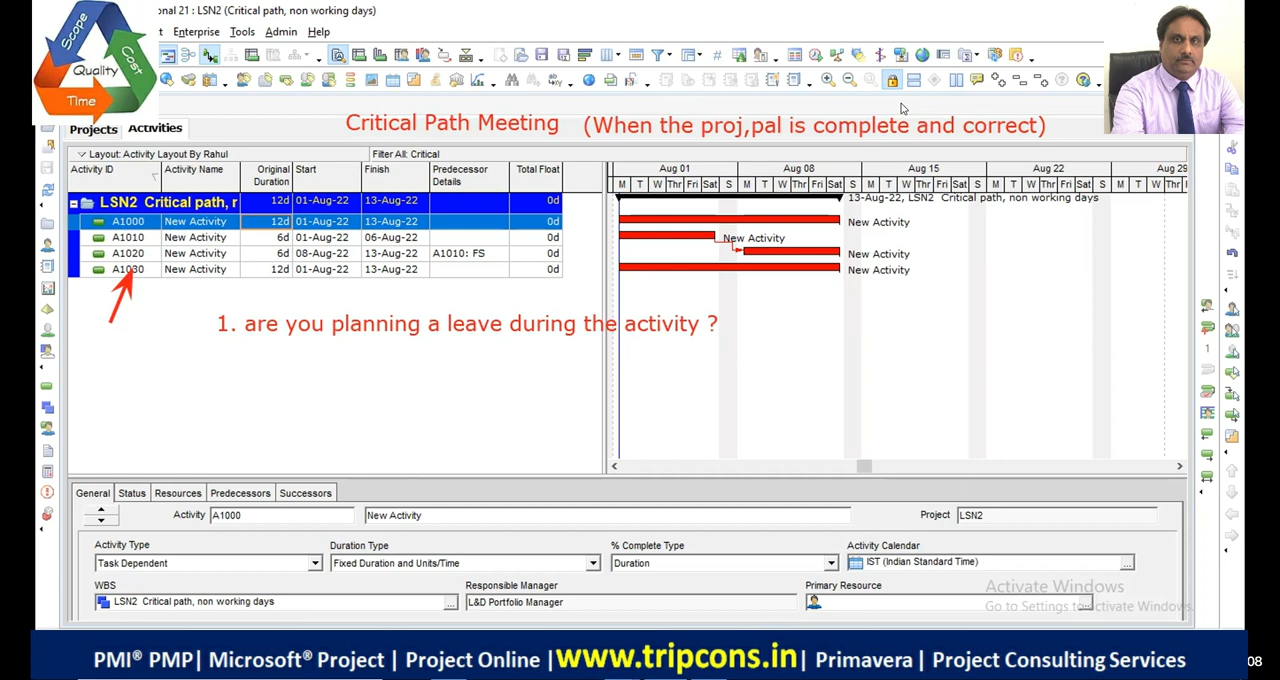 onal 21 : LSN2 (Critical path, non working days)
Scope
Cost
Quality
Time
t Enterprise Tools Admin Help
Critical Path Meeting (When the proj,pal is complete and correct)
Projects Activities
Layout: Activity Layout By Rahul Filter All: Critical
Activity ID Activity Name Original Duration Start Finish Predecessor Details Total Float
Aug 01 Aug 08 Aug 15 Aug 22 Aug 29
M T W Thr Fri Sat S M T W Thr Fri Sat S M T W Thr Fri Sat S M T W Thr Fri Sat S M T W Thr
LSN2 Critical path, r 12d 01-Aug-22 13-Aug-22 0d 13-Aug-22, LSN2 Critical path, non working days
A1000 New Activity 12d 01-Aug-22 13-Aug-22 0d New Activity
A1010 New Activity 6d 01-Aug-22 06-Aug-22 0d New Activity
A1020 New Activity 6d 08-Aug-22 13-Aug-22 A1010: FS 0d New Activity
A1030 New Activity 12d 01-Aug-22 13-Aug-22 0d New Activity
1. are you planning a leave during the activity ?
1
General Status Resources Predecessors Successors
Activity A1000 New Activity Project LSN2
Activity Type Duration Type % Complete Type Activity Calendar
Task Dependent Fixed Duration and Units/Time Duration IST (Indian Standard Time)
WBS Responsible Manager Primary Resource
LSN2 Critical path, non working days L&D Portfolio Manager
Activate Windows
Go to Settings to activate Windows.
PMI® PMP| Microsoft® Project | Project Online |www.tripcons.in| Primavera | Project Consulting Services
08